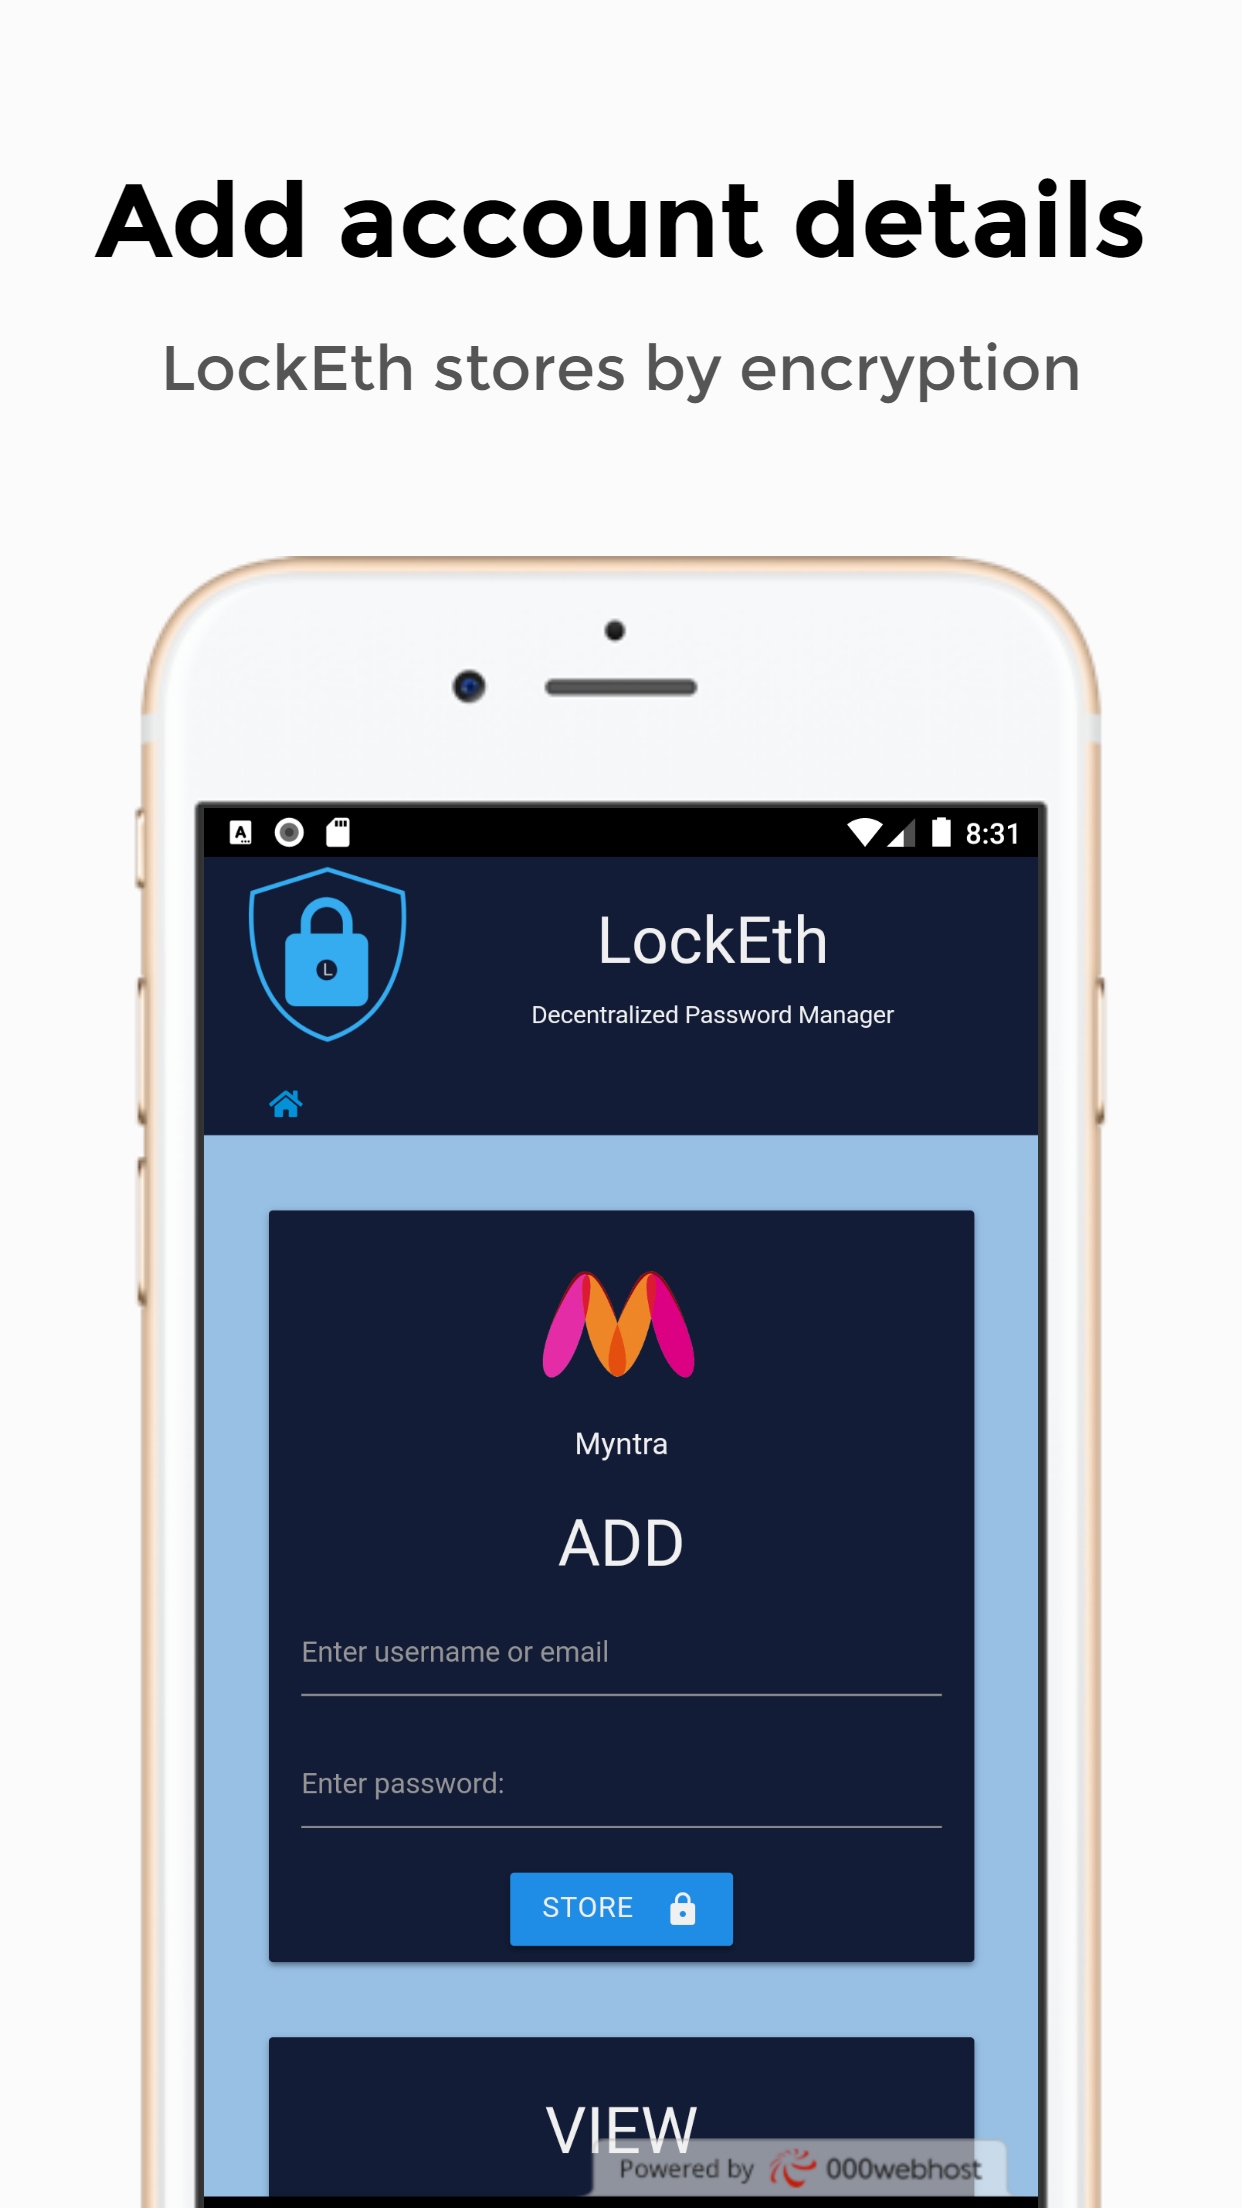 Add account details
LockEth stores by encryption
8:31
LockEth
Decentralized Password Manager
Myntra
ADD
Enter username or email
Enter password:
STORE
VIEW
Powered by 000webhost